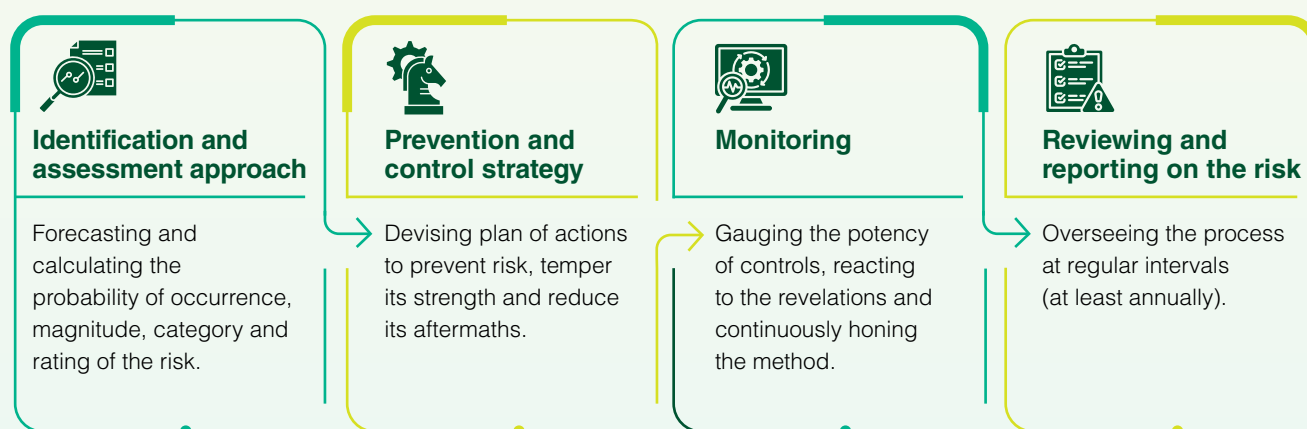 Identification and
assessment approach
Forecasting and
calculating the
probability of occurrence,
magnitude, category and
rating of the risk.
Prevention and
control strategy
Devising plan of actions
to prevent risk, temper
its strength and reduce
its aftermaths.
Monitoring
Gauging the potency
of controls, reacting
to the revelations and
continuously honing
the method.
Reviewing and
reporting on the risk
Overseeing the process
at regular intervals
(at least annually).